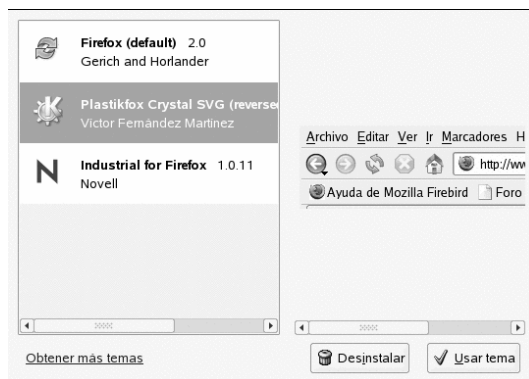 Firefox (default) 2.0
Gerich and Horlander
Plastikfox Crystal SVG (reverse
Víctor Fernández Martínez
Industrial for Firefox 1.0.11
Novell
Archivo Editar Ver Ir Marcadores H
http://ww
Ayuda de Mozilla Firebird Foro
Obtener más temas
Desinstalar
Usar tema